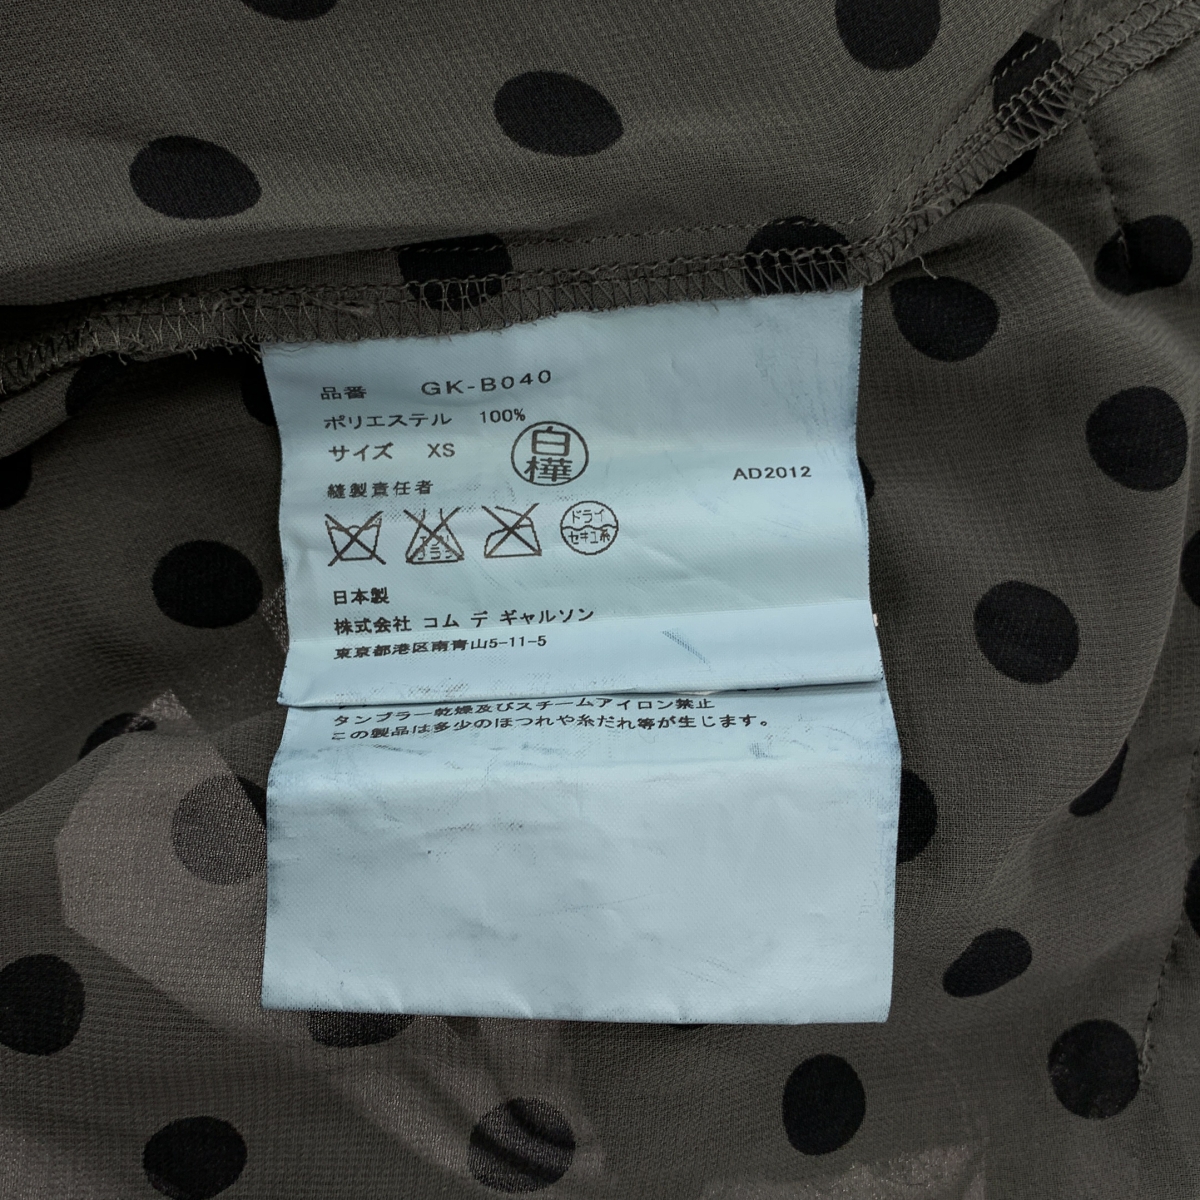 品番 GK-B040
ポリエステル 100%
サイズ XS
白樺
AD2012
縫製責任者
ドライ
セキユ系
日本製
株式会社 コム デ ギャルソン
東京都港区南青山5-11-5
タンブラー乾燥及びスチームアイロン禁止
この製品は多少のほつれや糸だれ等が生じます。